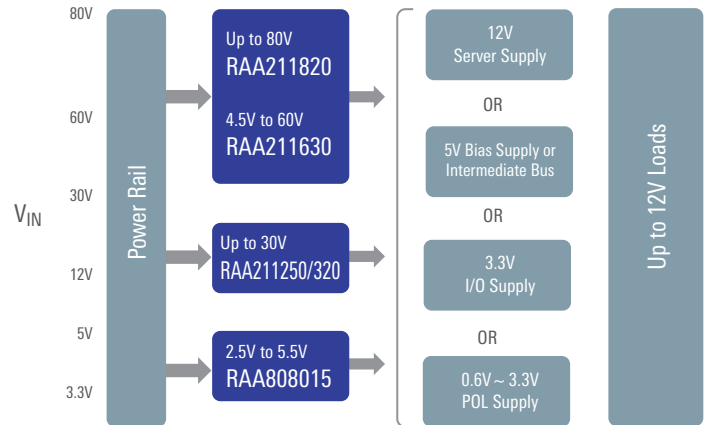 80V
60V
30V
V_IN
12V
5V
3.3V
Power Rail
Up to 80V
RAA211820
4.5V to 60V
RAA211630
Up to 30V
RAA211250/320
2.5V to 5.5V
RAA808015
12V
Server Supply
OR
5V Bias Supply or
Intermediate Bus
OR
3.3V
I/O Supply
OR
0.6V ~ 3.3V
POL Supply
Up to 12V Loads